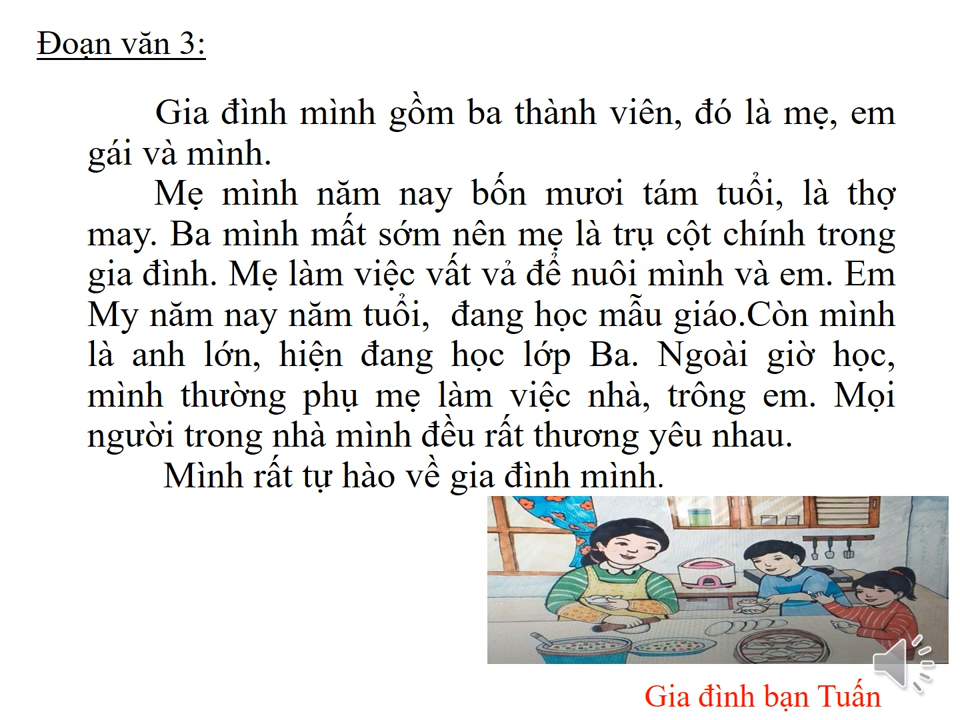 Đoạn văn 3:
Gia đình mình gồm ba thành viên, đó là mẹ, em
gái và mình.
Mẹ mình năm nay bốn mươi tám tuổi, là thợ
may. Ba mình mất sớm nên mẹ là trụ cột chính trong
gia đình. Mẹ làm việc vất vả để nuôi mình và em. Em
My năm nay năm tuổi,  đang học mẫu giáo.Còn mình
là anh lớn, hiện đang học lớp Ba. Ngoài giờ học,
mình thường phụ mẹ làm việc nhà, trông em. Mọi
người trong nhà mình đều rất thương yêu nhau.
Mình rất tự hào về gia đình mình.
Gia đình bạn Tuấn